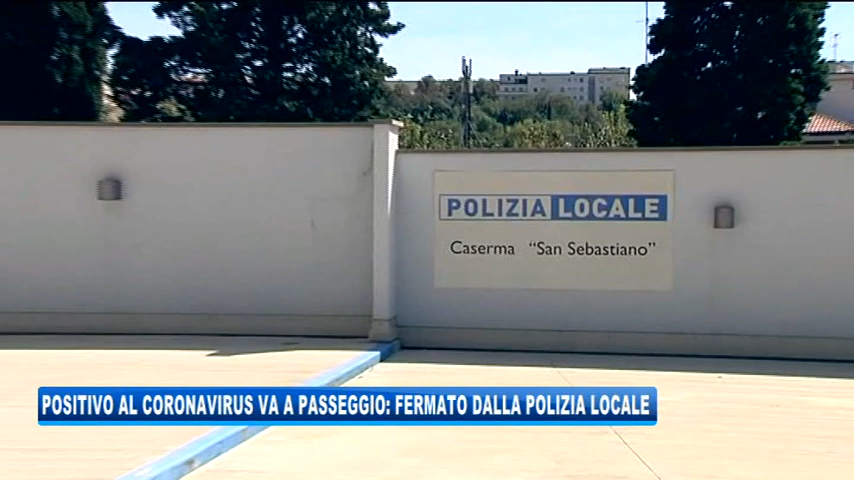 POLIZIA LOCALE
Caserma "San Sebastiano"
POSITIVO AL CORONAVIRUS VA A PASSEGGIO: FERMATO DALLA POLIZIA LOCALE